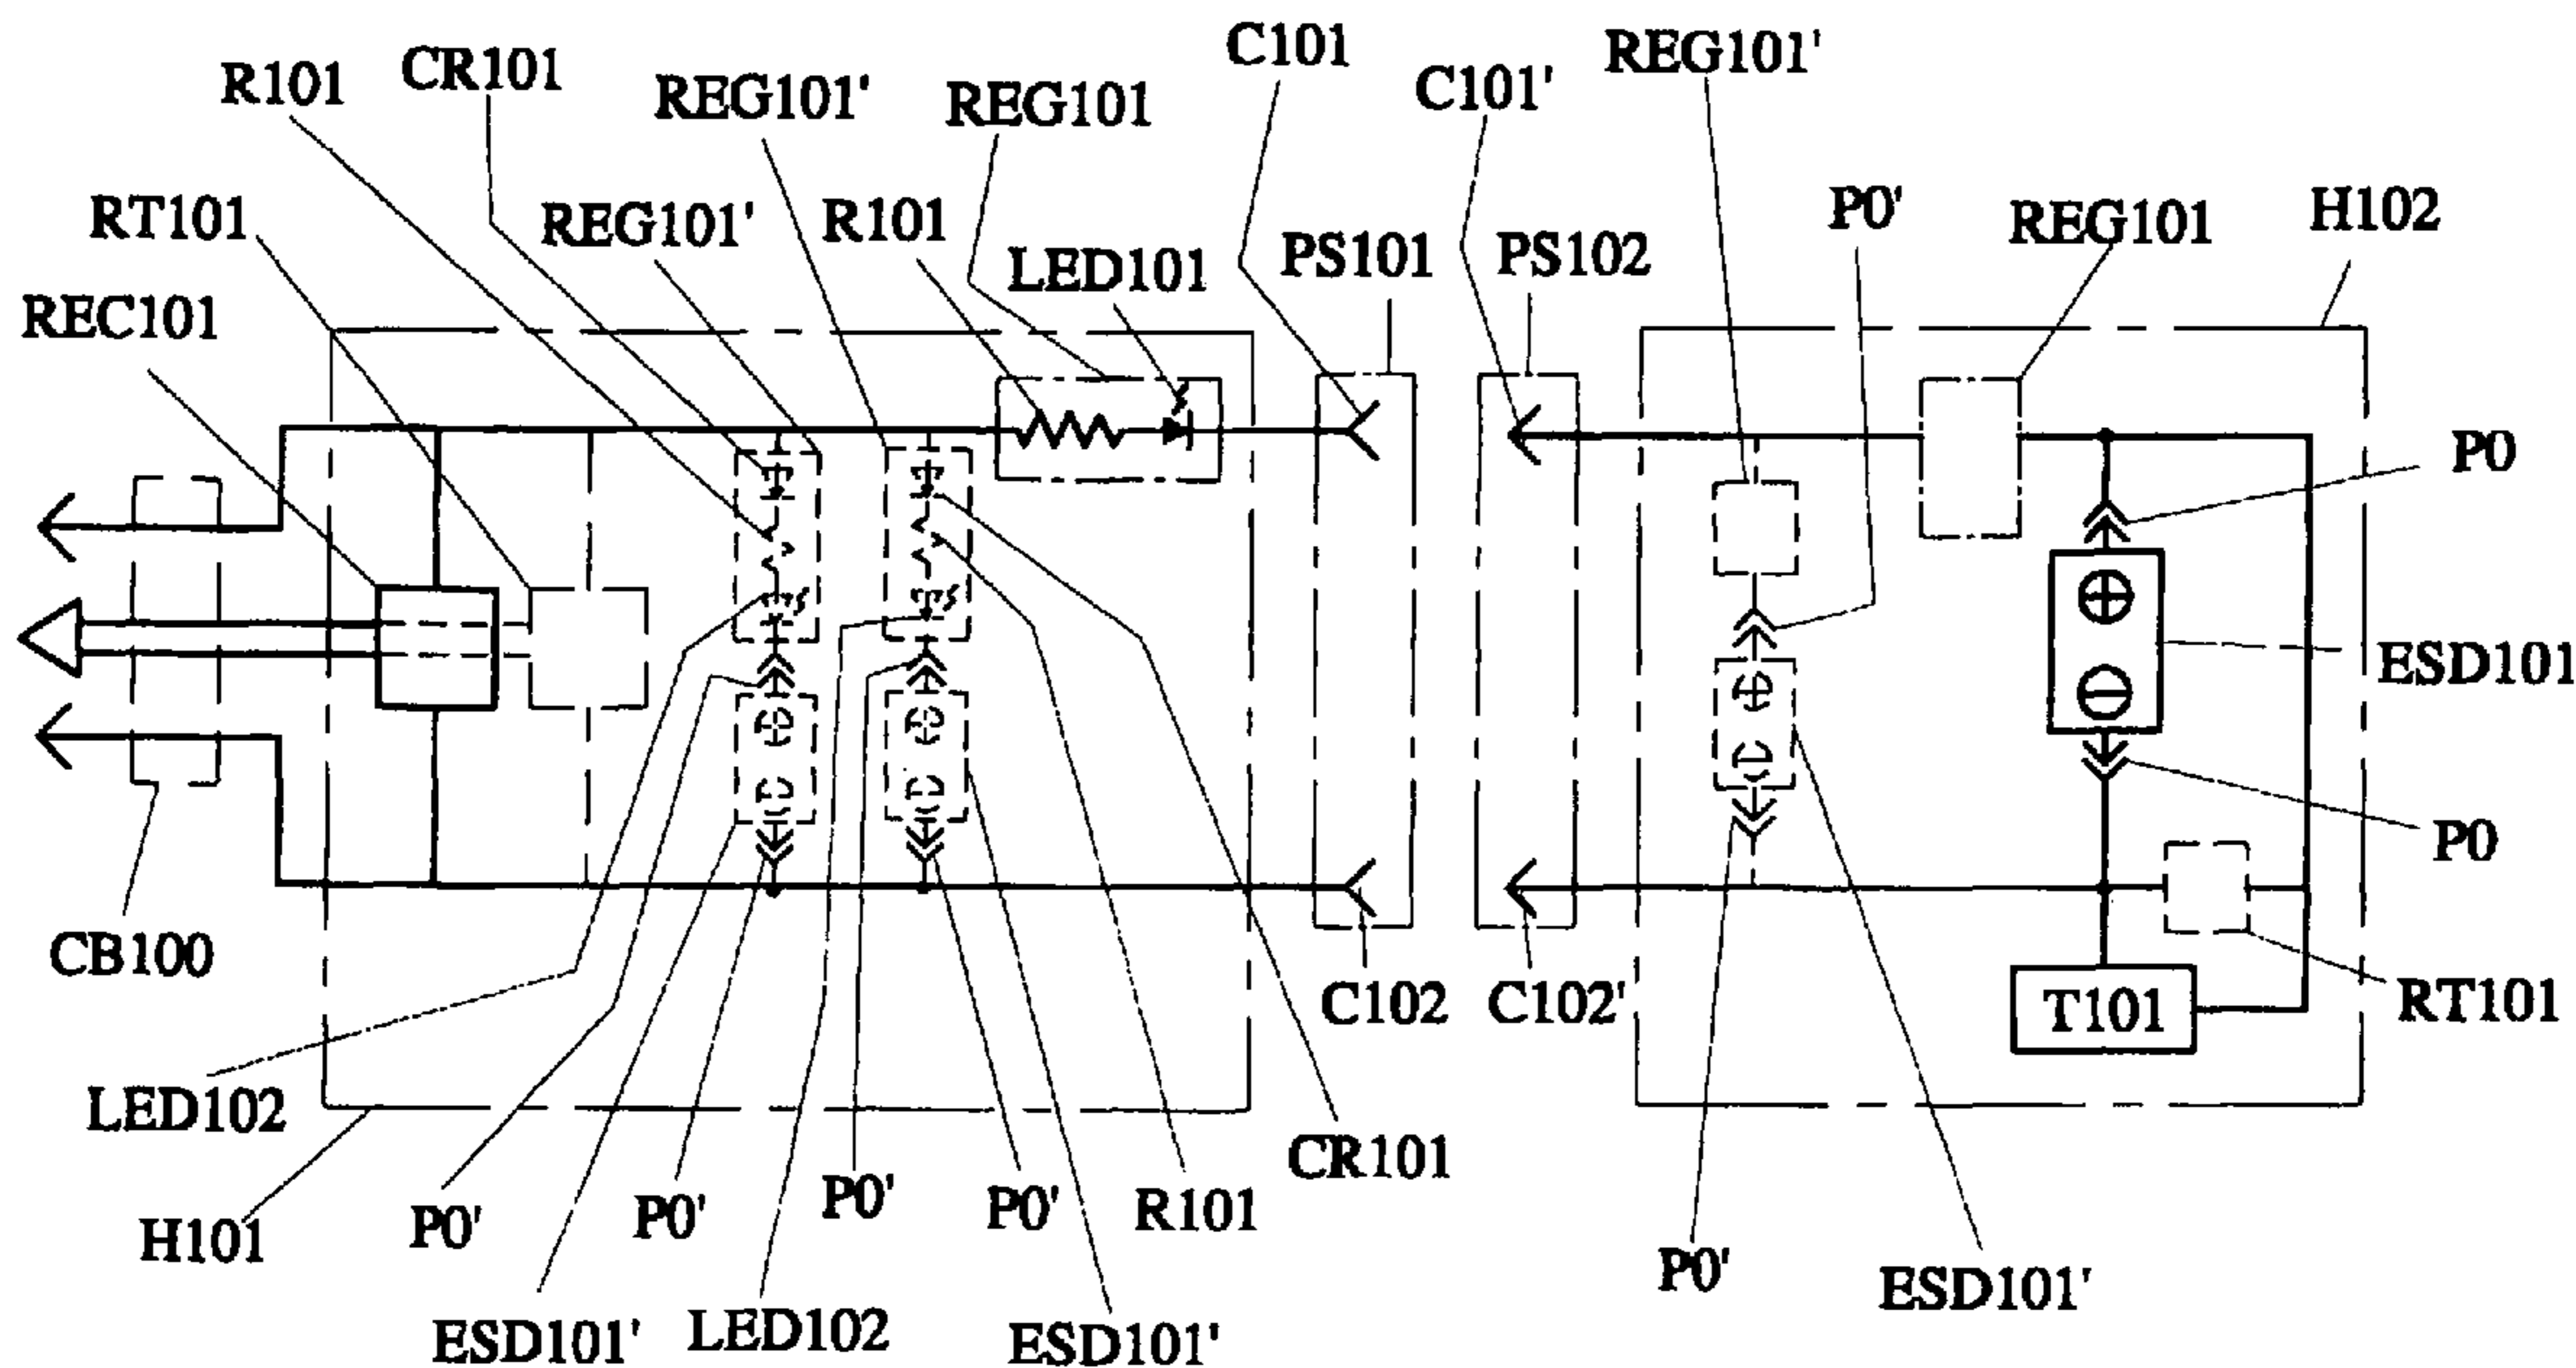 C101
REG101'
R101
CR101
REG101'
REG101
C101'
RT101
REG101'
R101
LED101
PS101
PS102
P0'
REG101
H102
REC101
P0
ESD101
P0
CB100
C102
C102'
T101
RT101
LED102
CR101
H101
P0'
P0'
P0'
P0'
R101
P0'
ESD101'
ESD101'
LED102
ESD101'